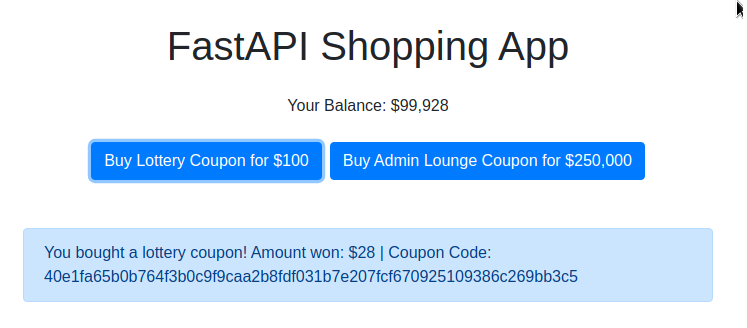 FastAPI Shopping App
Your Balance: $99,928
Buy Lottery Coupon for $100
Buy Admin Lounge Coupon for $250,000
You bought a lottery coupon! Amount won: $28 | Coupon Code:
40e1fa65b0b764f3b0c9f9caa2b8fdf031b7e207fcf670925109386c269bb3c5